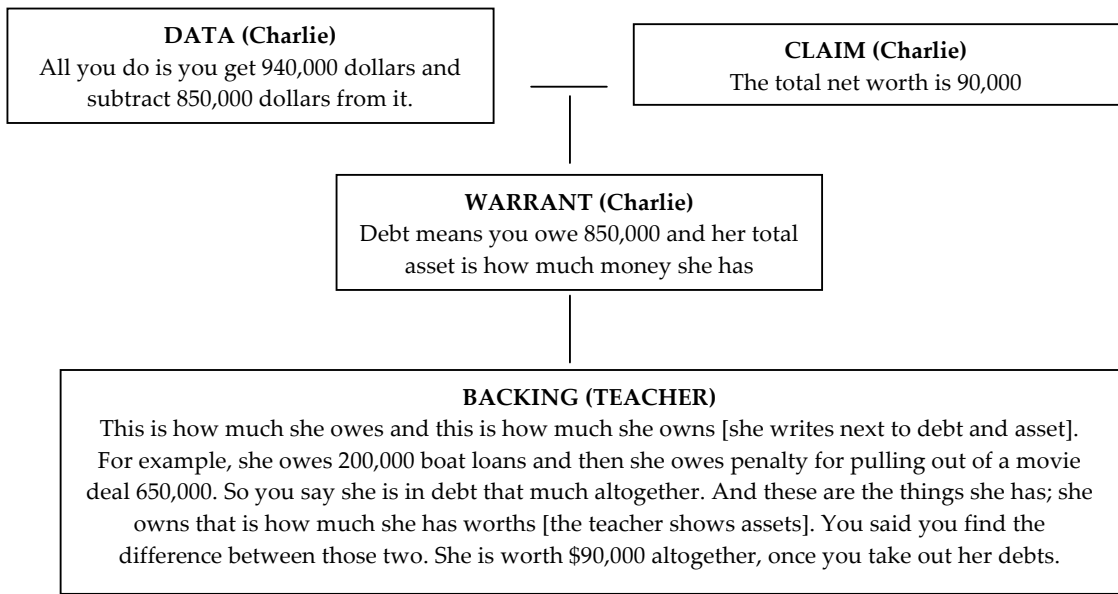 DATA (Charlie)
All you do is you get 940,000 dollars and
subtract 850,000 dollars from it.
CLAIM (Charlie)
The total net worth is 90,000
WARRANT (Charlie)
Debt means you owe 850,000 and her total
asset is how much money she has
BACKING (TEACHER)
This is how much she owes and this is how much she owns [she writes next to debt and asset].
For example, she owes 200,000 boat loans and then she owes penalty for pulling out of a movie
deal 650,000. So you say she is in debt that much altogether. And these are the things she has; she
owns that is how much she has worths [the teacher shows assets]. You said you find the
difference between those two. She is worth $90,000 altogether, once you take out her debts.